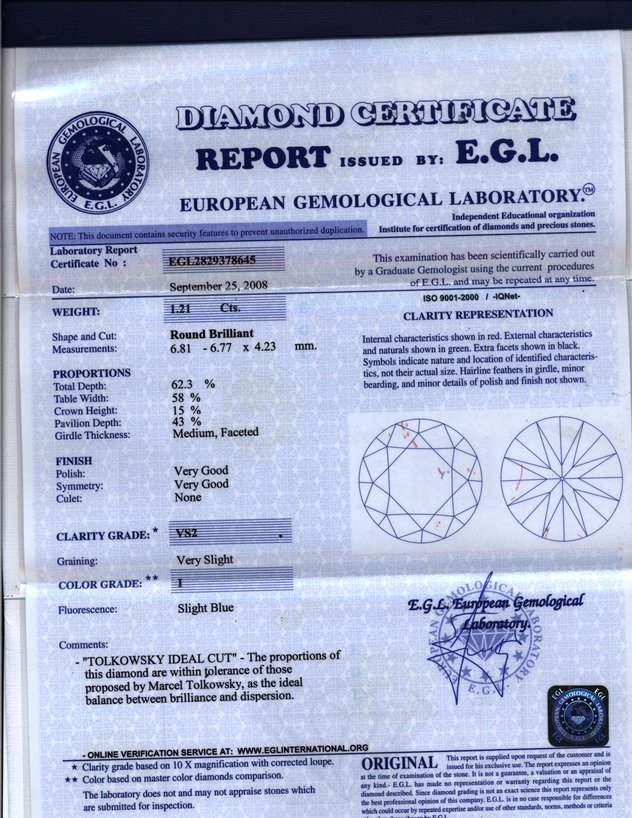 DIAMOND CERTIFICATE
REPORT ISSUED BY: E.G.L.
EUROPEAN GEMOLOGICAL LABORATORY.™
EUROPEAN GEMOLOGICAL LABORATORY
E.G.L.
Independent Educational organization
Institute for certification of diamonds and precious stones.
NOTE: This document contains security features to prevent unauthorized duplication.
Laboratory Report
Certificate No : EGL2829378645
Date: September 25, 2008
WEIGHT: 1.21 Cts.
Shape and Cut: Round Brilliant
Measurements: 6.81 - 6.77 x 4.23 mm.
PROPORTIONS
Total Depth: 62.3 %
Table Width: 58 %
Crown Height: 15 %
Pavilion Depth: 43 %
Girdle Thickness: Medium, Faceted
FINISH
Polish: Very Good
Symmetry: Very Good
Culet: None
CLARITY GRADE:* VS2 .
Graining: Very Slight
COLOR GRADE:** I
Fluorescence: Slight Blue
Comments:
- "TOLKOWSKY IDEAL CUT" - The proportions of
this diamond are within tolerance of those
proposed by Marcel Tolkowsky, as the ideal
balance between brilliance and dispersion.
- ONLINE VERIFICATION SERVICE AT: WWW.EGLINTERNATIONAL.ORG
* Clarity grade based on 10 X magnification with corrected loupe.
** Color based on master color diamonds comparison.
The laboratory does not and may not appraise stones which
are submitted for inspection.
This examination has been scientifically carried out
by a Graduate Gemologist using the current procedures
of E.G.L. and may be repeated at any time.
ISO 9001-2000 / -IQNet-
CLARITY REPRESENTATION
Internal characteristics shown in red. External characteristics
and naturals shown in green. Extra facets shown in black.
Symbols indicate nature and location of identified characteris-
tics, not their actual size. Hairline feathers in girdle, minor
bearding, and minor details of polish and finish not shown.
E.G.L. European Gemological
Laboratory.
EUROPEAN GEMOLOGICAL LABORATORY
E.G.L.
EGL EGL
ORIGINAL This report is supplied upon request of the customer and is
issued for his exclusive use. The report expresses an opinion
at the time of examination of the stone. It is not a guarantee, a valuation or an appraisal of
any kind.- E.G.L. has made no representation or warranty regarding this report or the
diamond described. Since diamond grading is not an exact science this report represents only
the best professional opinion of this company. E.G.L. is in no case responsible for differences
which could occur by repeated expertise and/or use of other standards, norms, methods or criteria